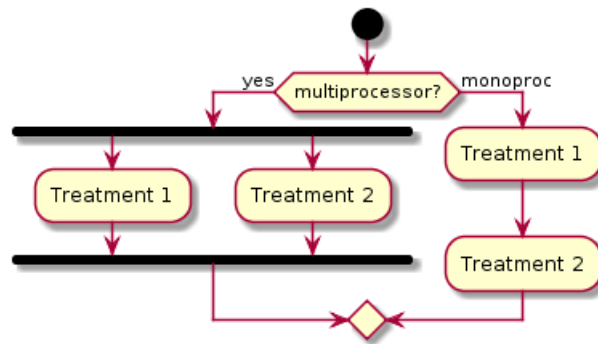 yes
multiprocessor?
monoproc
Treatment 1
Treatment 2
Treatment 1
Treatment 2